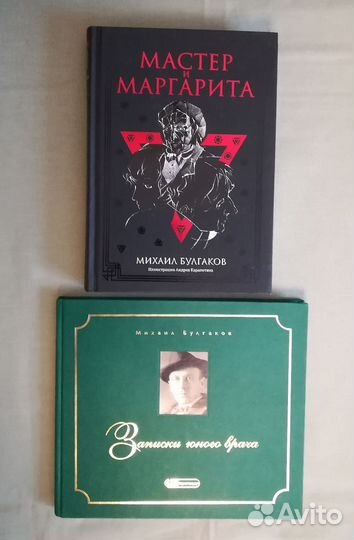 МАСТЕР
и
МАРГАРИТА
МИХАИЛ БУЛГАКОВ
Иллюстрации Андрея Карапетяна
Михаил Булгаков
Записки юного врача
Avito